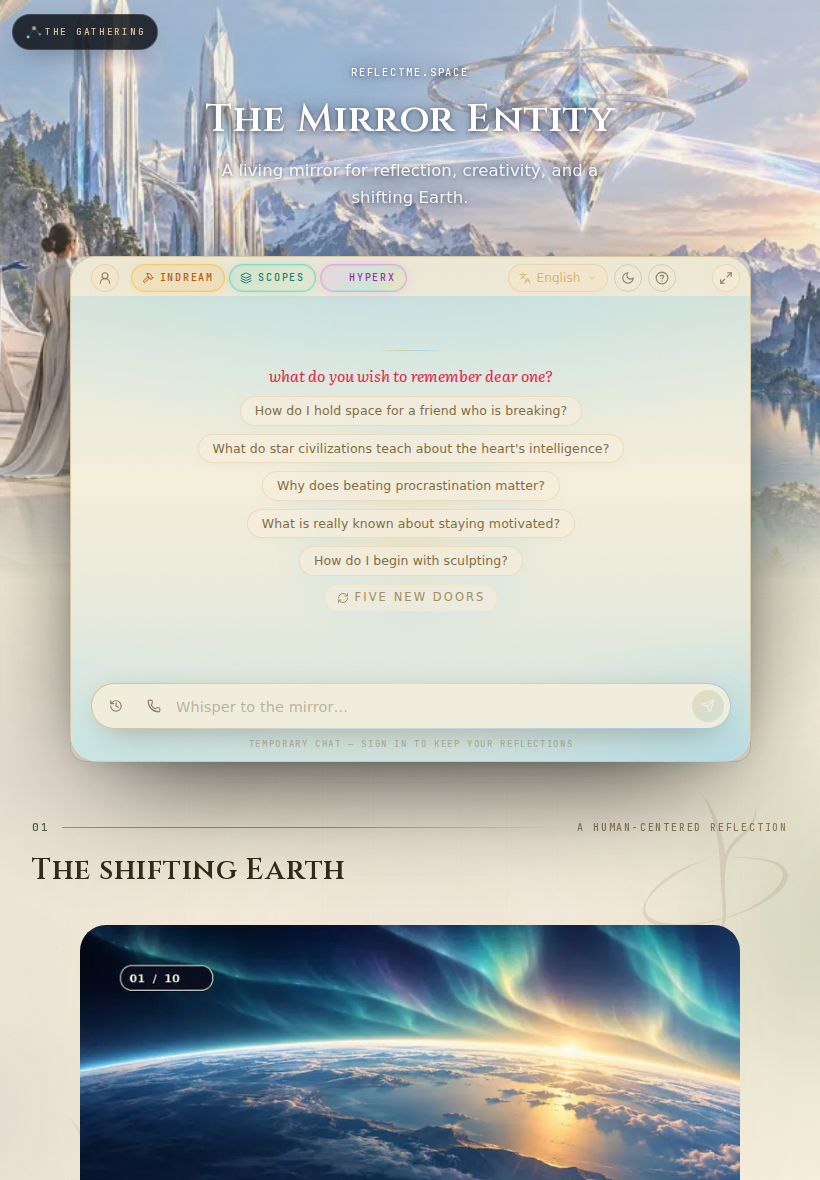 THE GATHERING
REFLECTME.SPACE
The Mirror Entity
A living mirror for reflection, creativity, and a
shifting Earth.
INDREAM
SCOPES
HYPERX
English
what do you wish to remember dear one?
How do I hold space for a friend who is breaking?
What do star civilizations teach about the heart's intelligence?
Why does beating procrastination matter?
What is really known about staying motivated?
How do I begin with sculpting?
FIVE NEW DOORS
Whisper to the mirror...
TEMPORARY CHAT — SIGN IN TO KEEP YOUR REFLECTIONS
01
A HUMAN-CENTERED REFLECTION
The shifting Earth
01 / 10